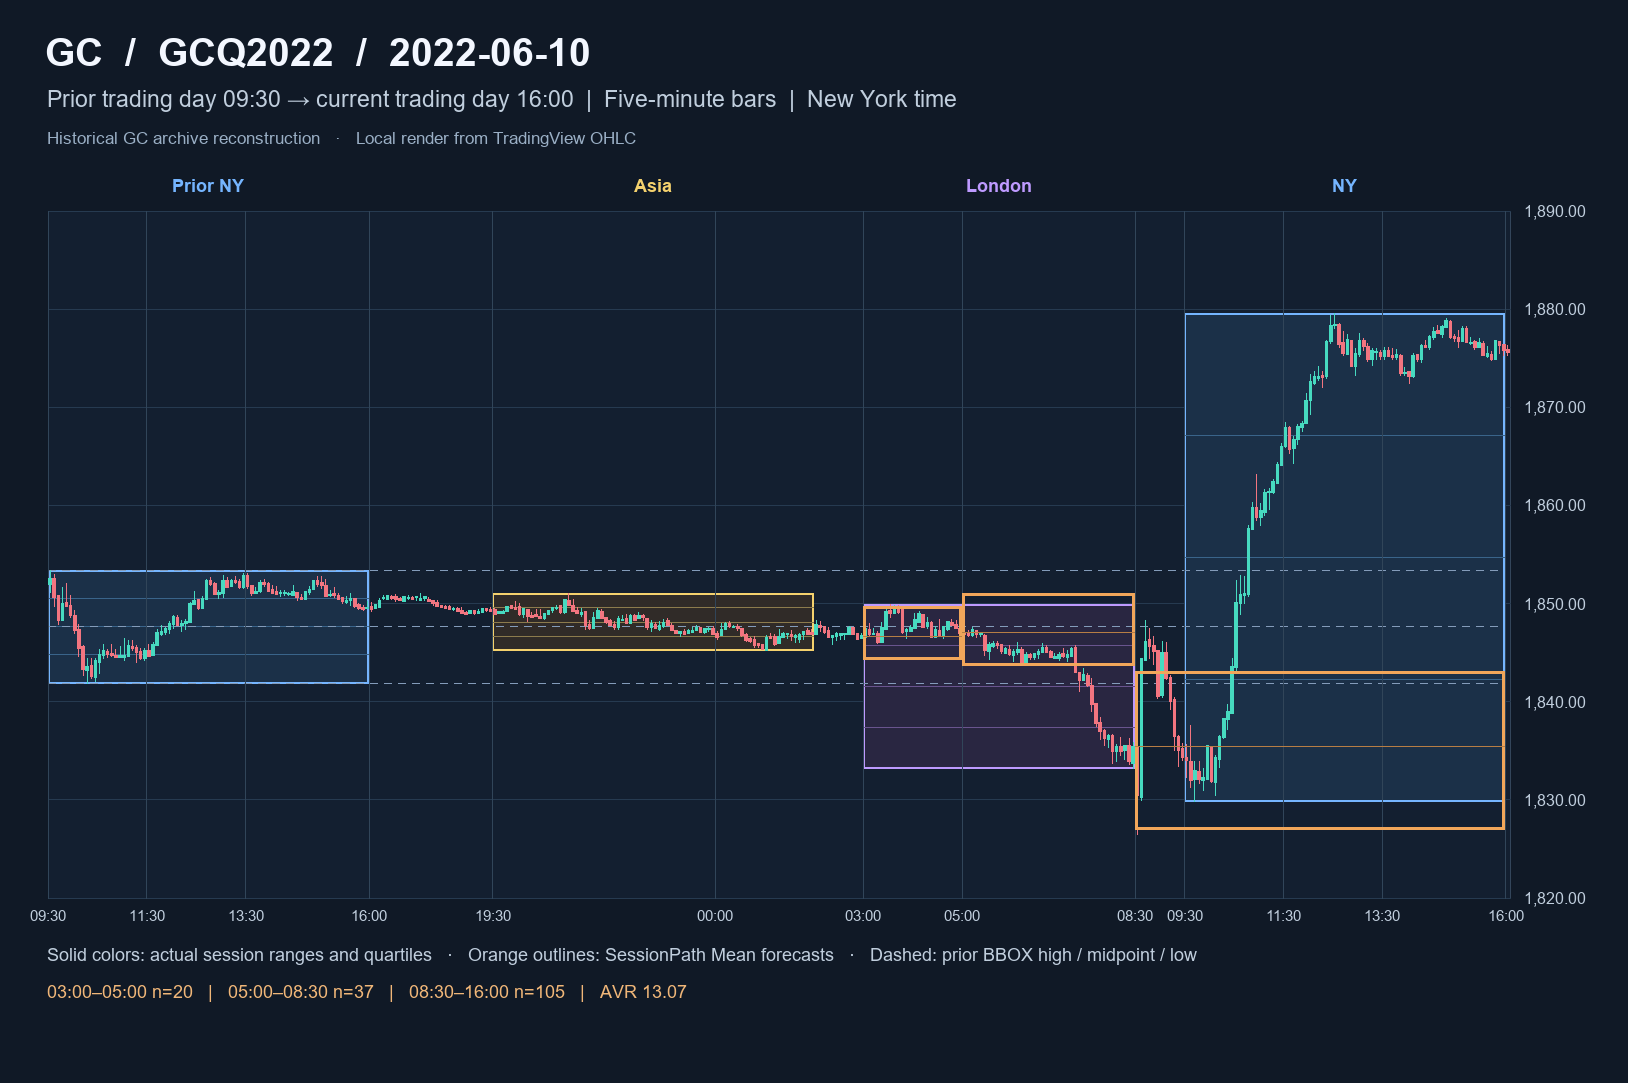 GC / GCQ2022 / 2022-06-10
Prior trading day 09:30 → current trading day 16:00 | Five-minute bars | New York time
Historical GC archive reconstruction · Local render from TradingView OHLC
Prior NY Asia London NY
1,890.00
1,880.00
1,870.00
1,860.00
1,850.00
1,840.00
1,830.00
1,820.00
09:30 11:30 13:30 16:00 19:30 00:00 03:00 05:00 08:30 09:30 11:30 13:30 16:00
Solid colors: actual session ranges and quartiles · Orange outlines: SessionPath Mean forecasts · Dashed: prior BBOX high / midpoint / low
03:00–05:00 n=20 | 05:00–08:30 n=37 | 08:30–16:00 n=105 | AVR 13.07